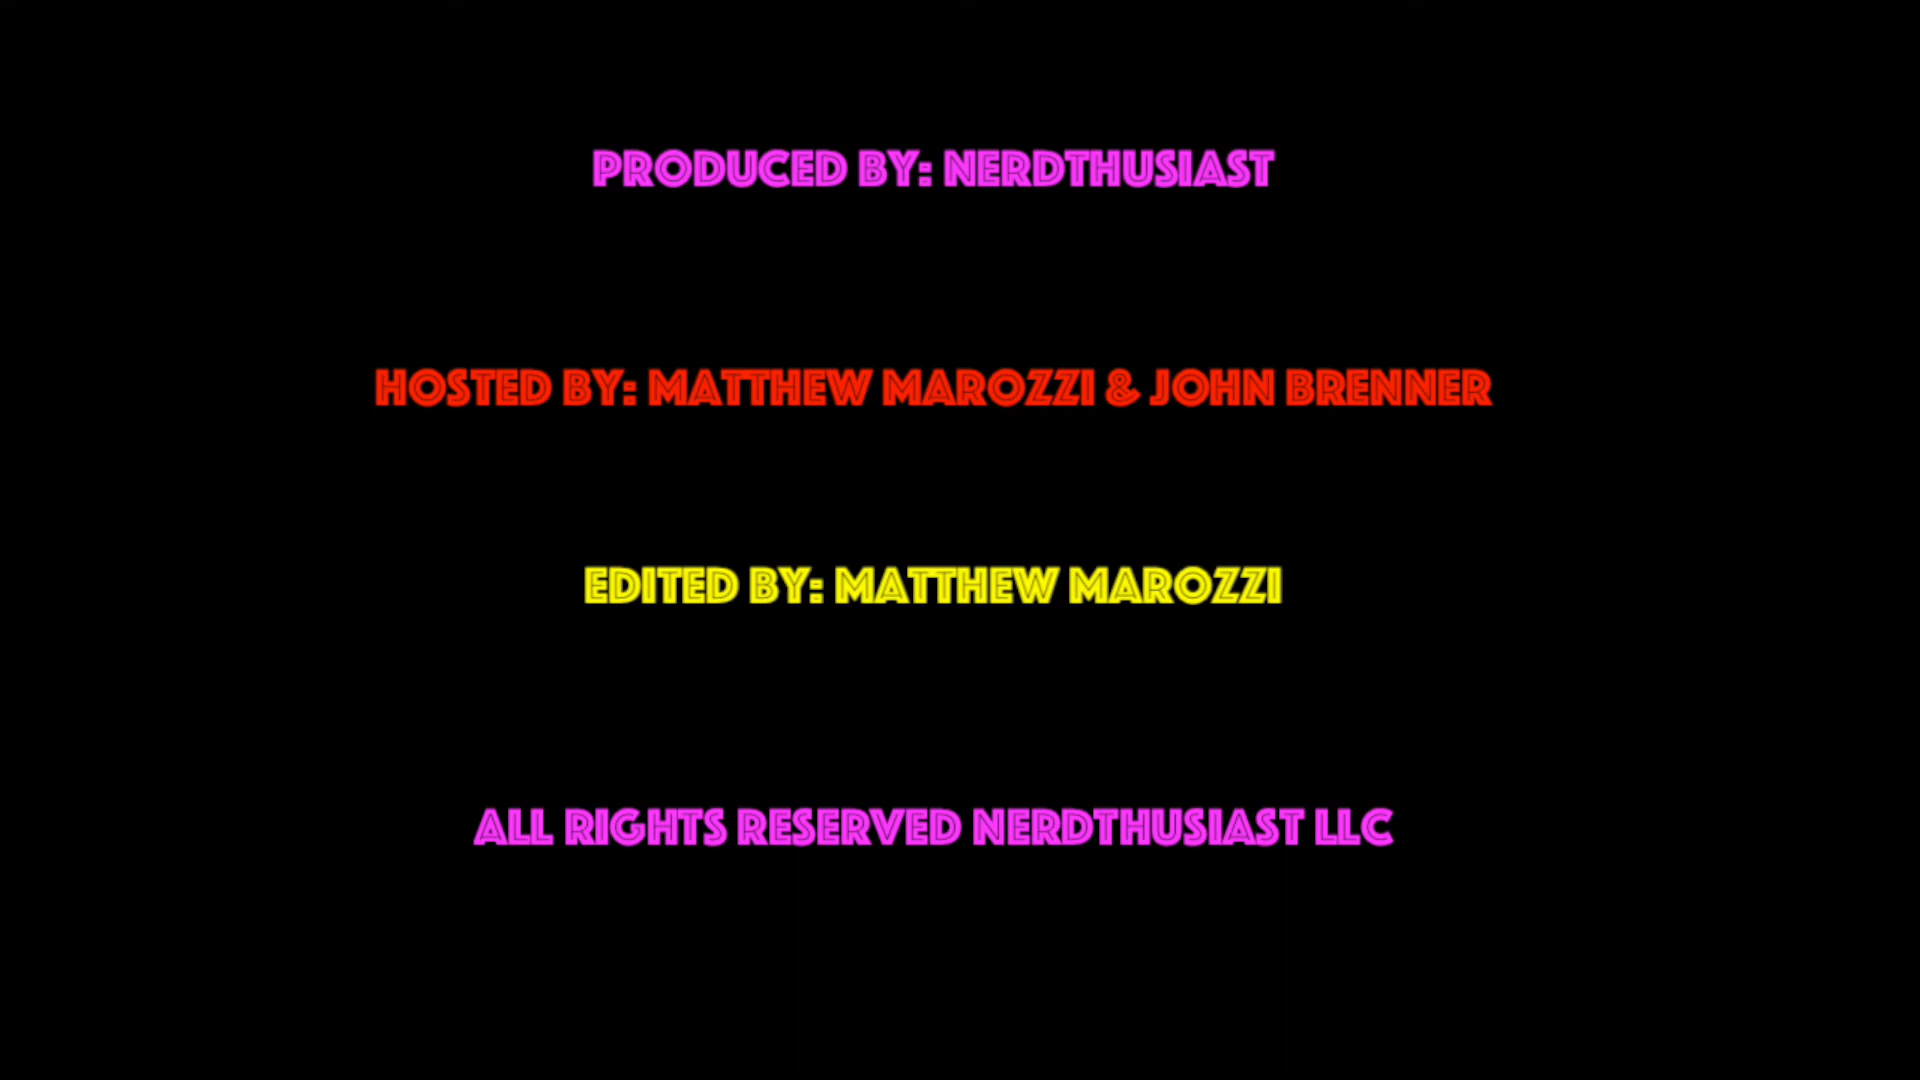 PRODUCED BY: NERDTHUSIAST
HOSTED BY: MATTHEW MAROZZI & JOHN BRENNER
EDITED BY: MATTHEW MAROZZI
ALL RIGHTS RESERVED NERDTHUSIAST LLC